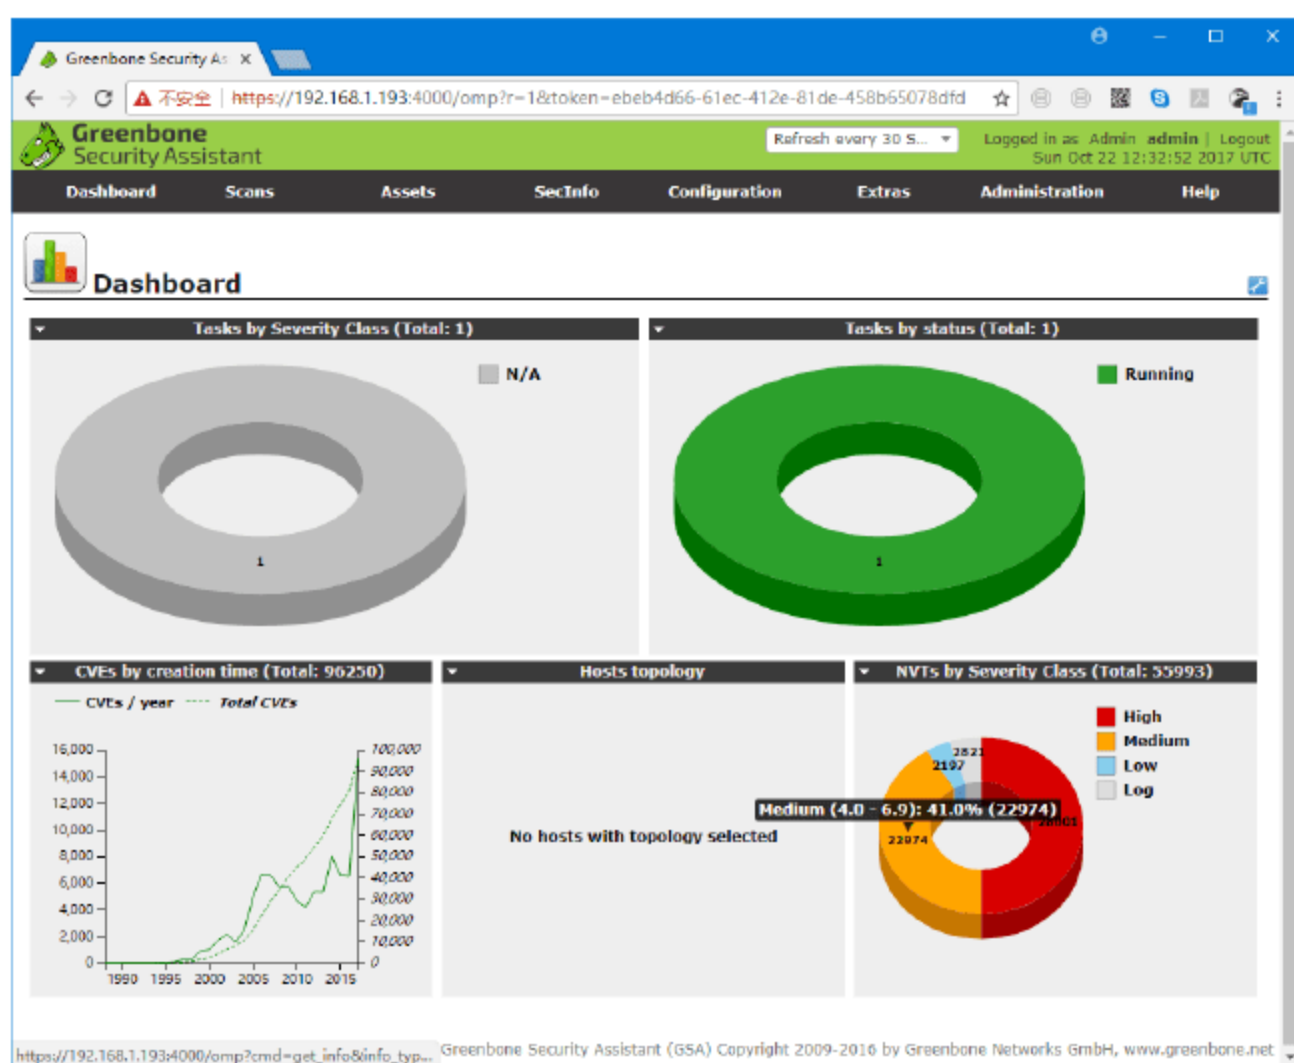 Greenbone Security As
不安全 https://192.168.1.193:4000/omp?r=1&token=ebeb4d66-61ec-412e-81de-458b65078dfd
Greenbone
Security Assistant
Refresh every 30 S...
Logged in as Admin admin | Logout
Sun Oct 22 12:32:52 2017 UTC
Dashboard Scans Assets SecInfo Configuration Extras Administration Help
Dashboard
Tasks by Severity Class (Total: 1)
N/A
1
Tasks by status (Total: 1)
Running
1
CVEs by creation time (Total: 96250)
CVEs / year Total CVEs
16,000
14,000
12,000
10,000
8,000
6,000
4,000
2,000
0
100,000
90,000
80,000
70,000
60,000
50,000
40,000
30,000
20,000
10,000
0
1990 1995 2000 2005 2010 2015
Hosts topology
No hosts with topology selected
NVTs by Severity Class (Total: 55993)
High
Medium
Low
Log
2821
2197
Medium (4.0 - 6.9): 41.0% (22974)
22974
https://192.168.1.193:4000/omp?cmd=get_info&info_typ...
Greenbone Security Assistant (GSA) Copyright 2009-2016 by Greenbone Networks GmbH, www.greenbone.net